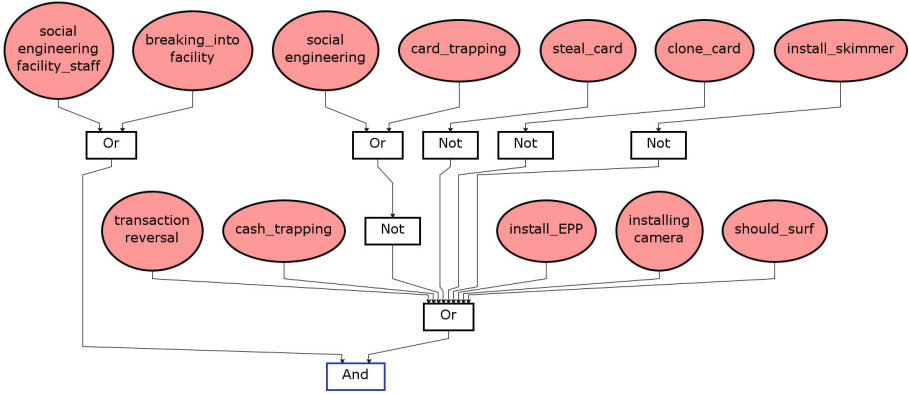 social
engineering
facility_staff
breaking_into
facility
social
engineering
card_trapping
steal_card
clone_card
install_skimmer
Or
Or
Not
Not
Not
transaction
reversal
cash_trapping
Not
install_EPP
installing
camera
should_surf
Or
And